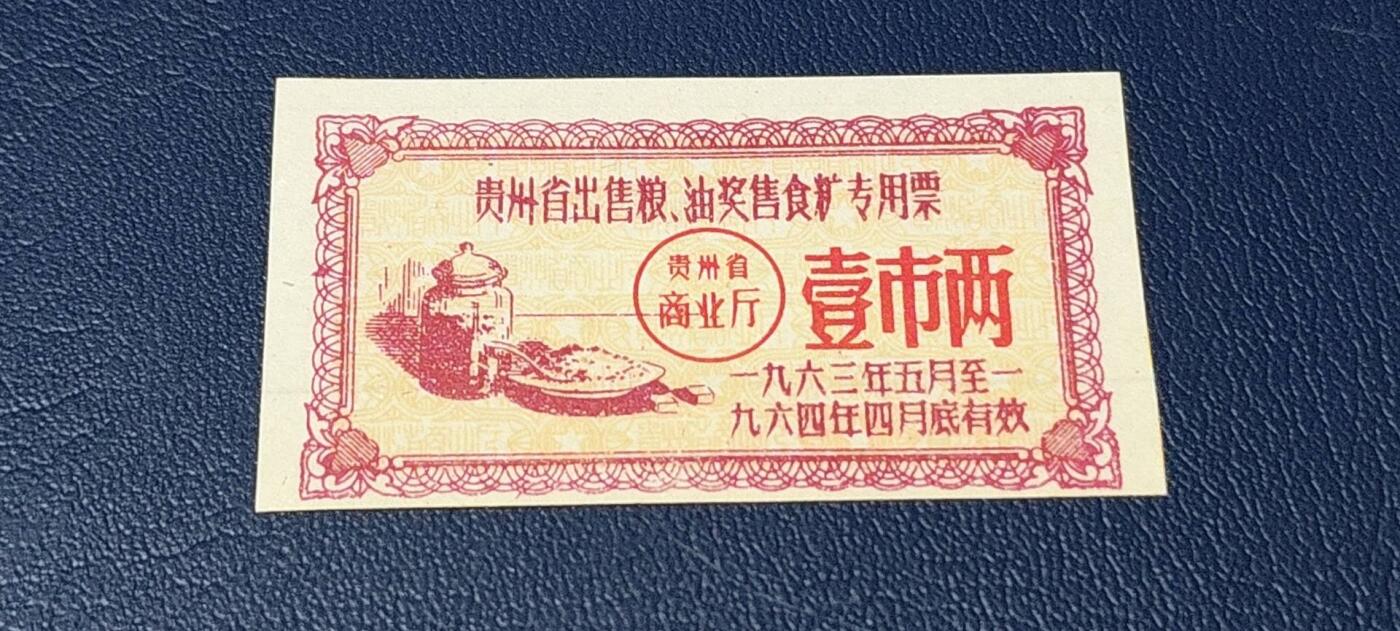 贵州省出售粮、油奖售食糖专用票
贵州省
商业厅
壹市两
一九六三年五月至一
九六四年四月底有效